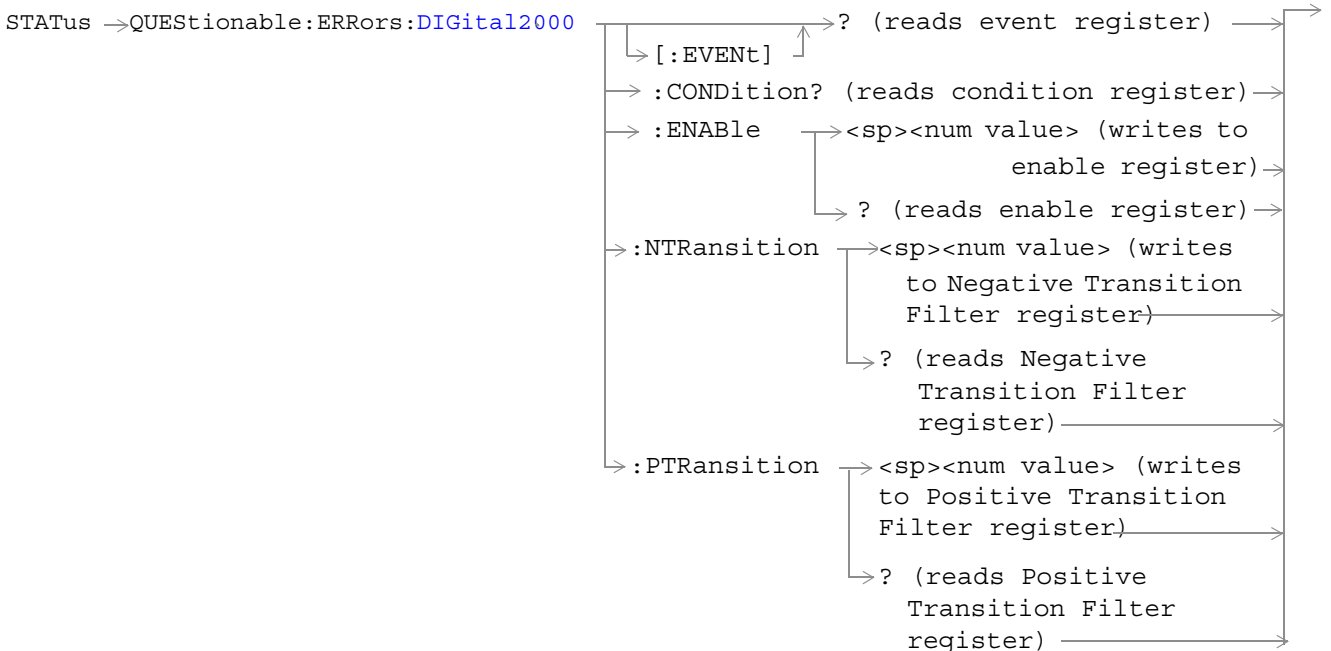 STATus QUEStionable:ERRors:DIGital2000 ? (reads event register)
[:EVENt]
:CONDition? (reads condition register)
:ENABle <sp><num value> (writes to
enable register)
? (reads enable register)
:NTRansition <sp><num value> (writes
to Negative Transition
Filter register)
? (reads Negative
Transition Filter
register)
:PTRansition <sp><num value> (writes
to Positive Transition
Filter register)
? (reads Positive
Transition Filter
register)